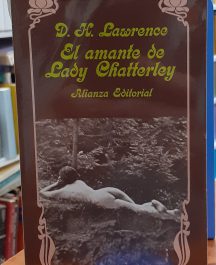 D. H. Lawrence
El amante de
Lady Chatterley
Alianza Editorial